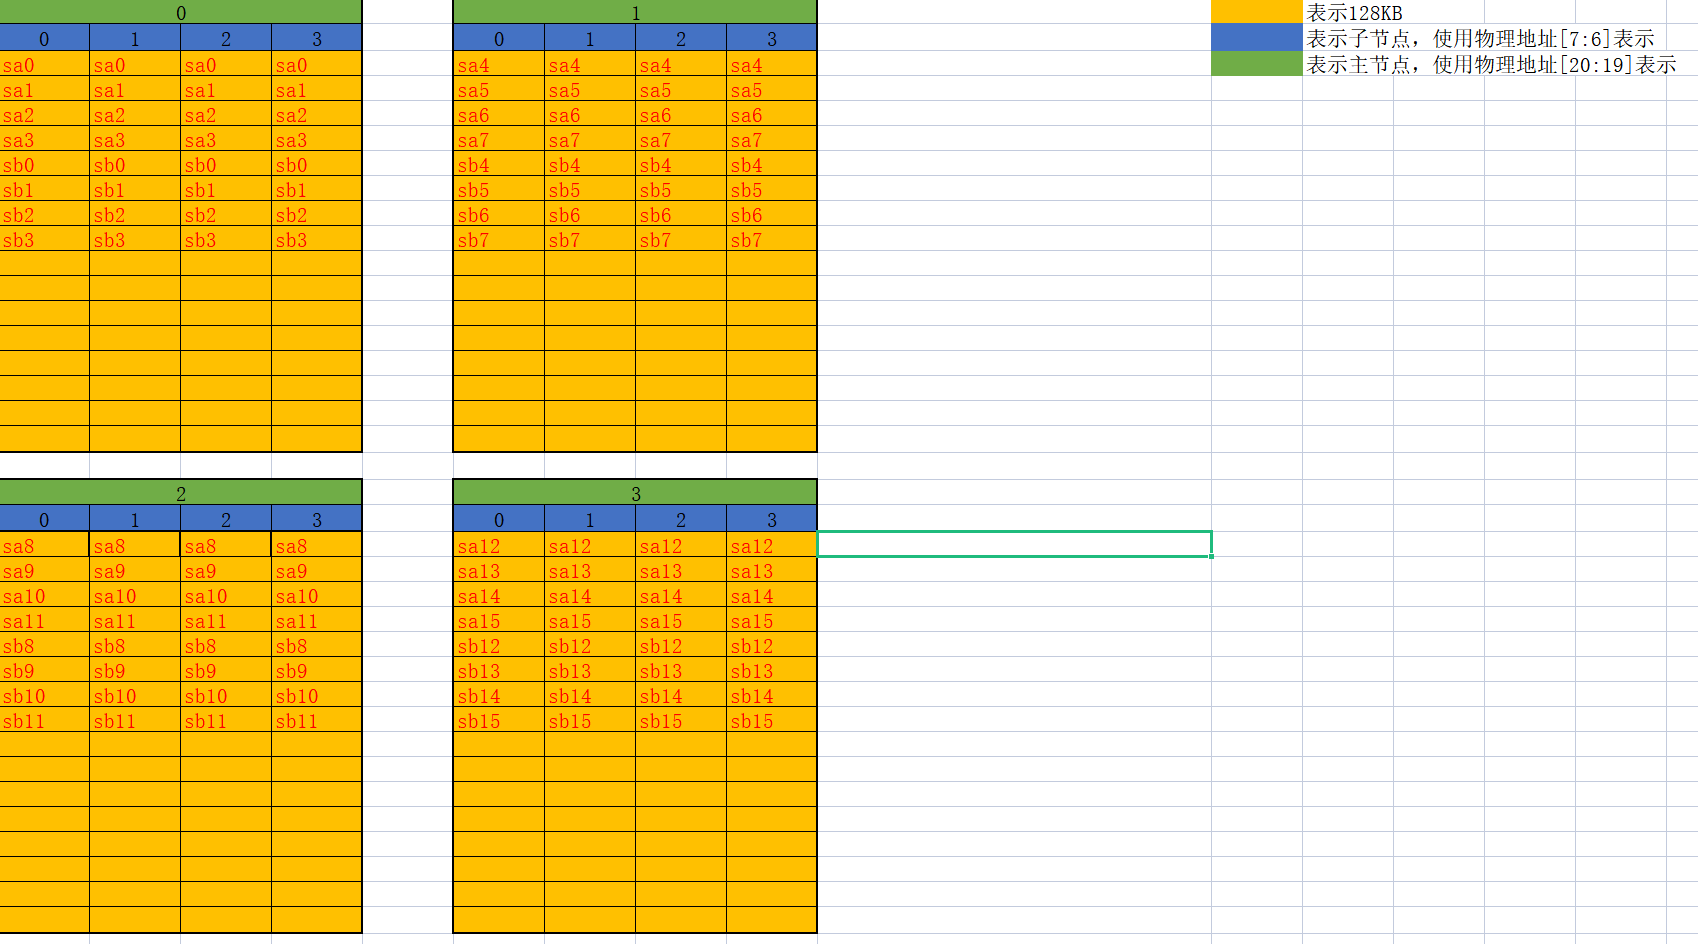 0 1 表示128KB
0 1 2 3 0 1 2 3 表示子节点，使用物理地址[7:6]表示
sa0 sa0 sa0 sa0 sa4 sa4 sa4 sa4 表示主节点，使用物理地址[20:19]表示
sa1 sa1 sa1 sa1 sa5 sa5 sa5 sa5
sa2 sa2 sa2 sa2 sa6 sa6 sa6 sa6
sa3 sa3 sa3 sa3 sa7 sa7 sa7 sa7
sb0 sb0 sb0 sb0 sb4 sb4 sb4 sb4
sb1 sb1 sb1 sb1 sb5 sb5 sb5 sb5
sb2 sb2 sb2 sb2 sb6 sb6 sb6 sb6
sb3 sb3 sb3 sb3 sb7 sb7 sb7 sb7
2 3
0 1 2 3 0 1 2 3
sa8 sa8 sa8 sa8 sa12 sa12 sa12 sa12
sa9 sa9 sa9 sa9 sa13 sa13 sa13 sa13
sa10 sa10 sa10 sa10 sa14 sa14 sa14 sa14
sa11 sa11 sa11 sa11 sa15 sa15 sa15 sa15
sb8 sb8 sb8 sb8 sb12 sb12 sb12 sb12
sb9 sb9 sb9 sb9 sb13 sb13 sb13 sb13
sb10 sb10 sb10 sb10 sb14 sb14 sb14 sb14
sb11 sb11 sb11 sb11 sb15 sb15 sb15 sb15